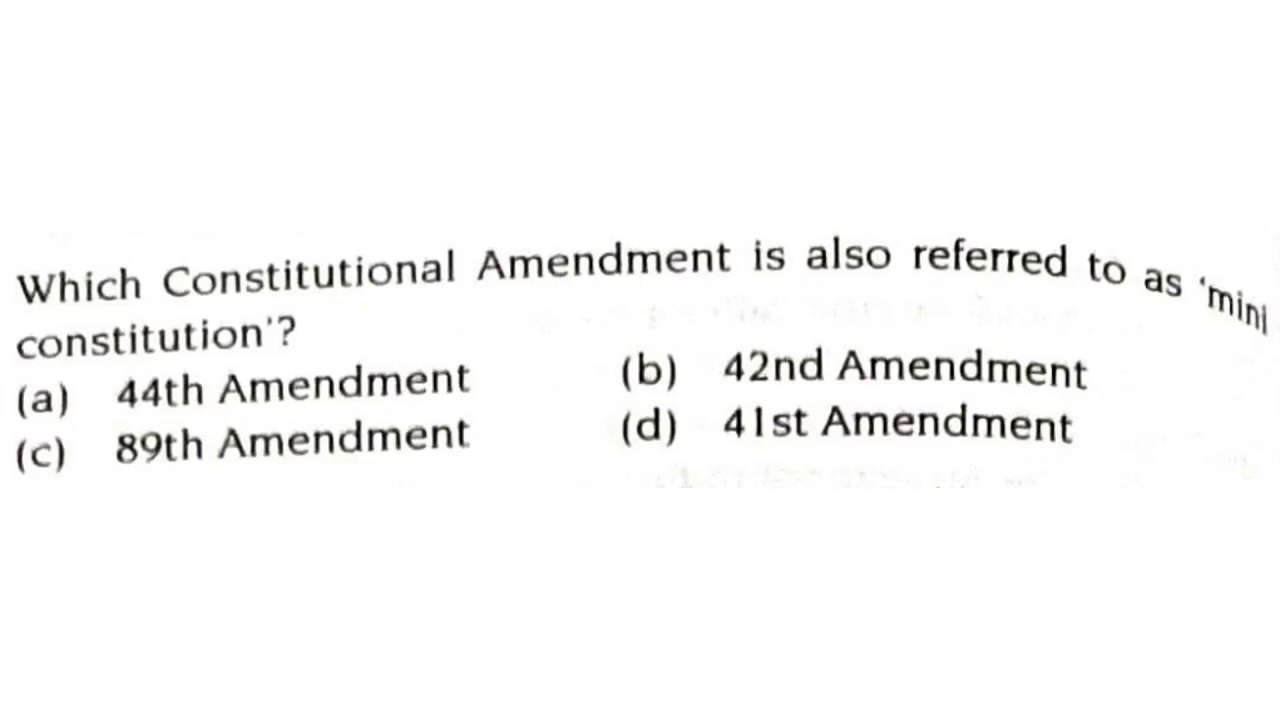 Which Constitutional Amendment is also referred to as 'mini
constitution'?
(a) 44th Amendment (b) 42nd Amendment
(c) 89th Amendment (d) 41st Amendment